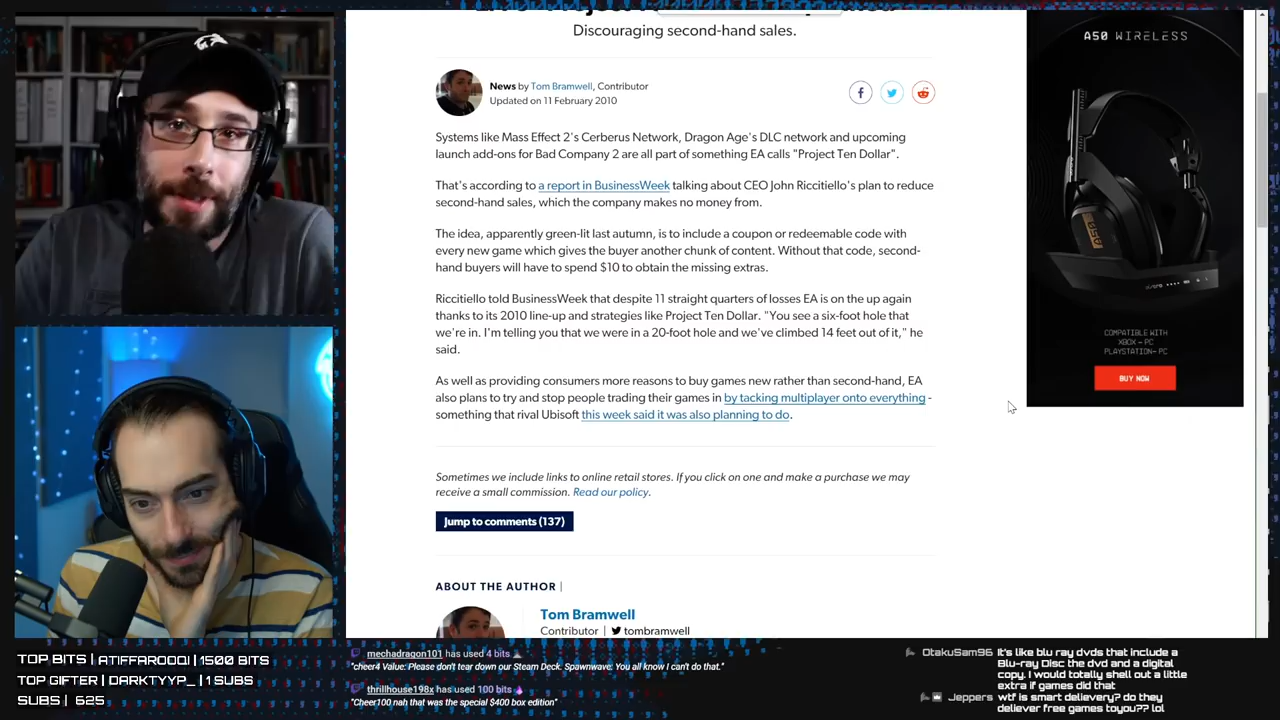 Discouraging second-hand sales.
News by Tom Bramwell, Contributor
Updated on 11 February 2010
Systems like Mass Effect 2's Cerberus Network, Dragon Age's DLC network and upcoming
launch add-ons for Bad Company 2 are all part of something EA calls "Project Ten Dollar".
That's according to a report in BusinessWeek talking about CEO John Riccitiello's plan to reduce
second-hand sales, which the company makes no money from.
The idea, apparently green-lit last autumn, is to include a coupon or redeemable code with
every new game which gives the buyer another chunk of content. Without that code, second-
hand buyers will have to spend $10 to obtain the missing extras.
Riccitiello told BusinessWeek that despite 11 straight quarters of losses EA is on the up again
thanks to its 2010 line-up and strategies like Project Ten Dollar. "You see a six-foot hole that
we're in. I'm telling you that we were in a 20-foot hole and we've climbed 14 feet out of it," he
said.
As well as providing consumers more reasons to buy games new rather than second-hand, EA
also plans to try and stop people trading their games in by tacking multiplayer onto everything -
something that rival Ubisoft this week said it was also planning to do.
Sometimes we include links to online retail stores. If you click on one and make a purchase we may
receive a small commission. Read our policy.
Jump to comments (137)
ABOUT THE AUTHOR |
Tom Bramwell
Contributor | tombramwell
A50 WIRELESS
COMPATIBLE WITH
XBOX - PC
PLAYSTATION- PC
BUY NOW
TOP BITS | ATIFFAROOQI | 1500 BITS
TOP GIFTER | DARKTYYP_ | 1 SUBS
SUBS | 625
mechadragon101 has used 4 bits
"cheer4 Value: Please don't tear down our Steam Deck. Spawnwave: You all know I can't do that."
thrillhouse198x has used 100 bits
"Cheer100 nah that was the special $400 box edition"
OtakuSam96 It's like blu ray dvds that include a
Blu-ray Disc the dvd and a digital
copy. I would totally shell out a little
extra if games did that
Jeppers wtf is smart delievery? do they
deliever free games toyou?? lol